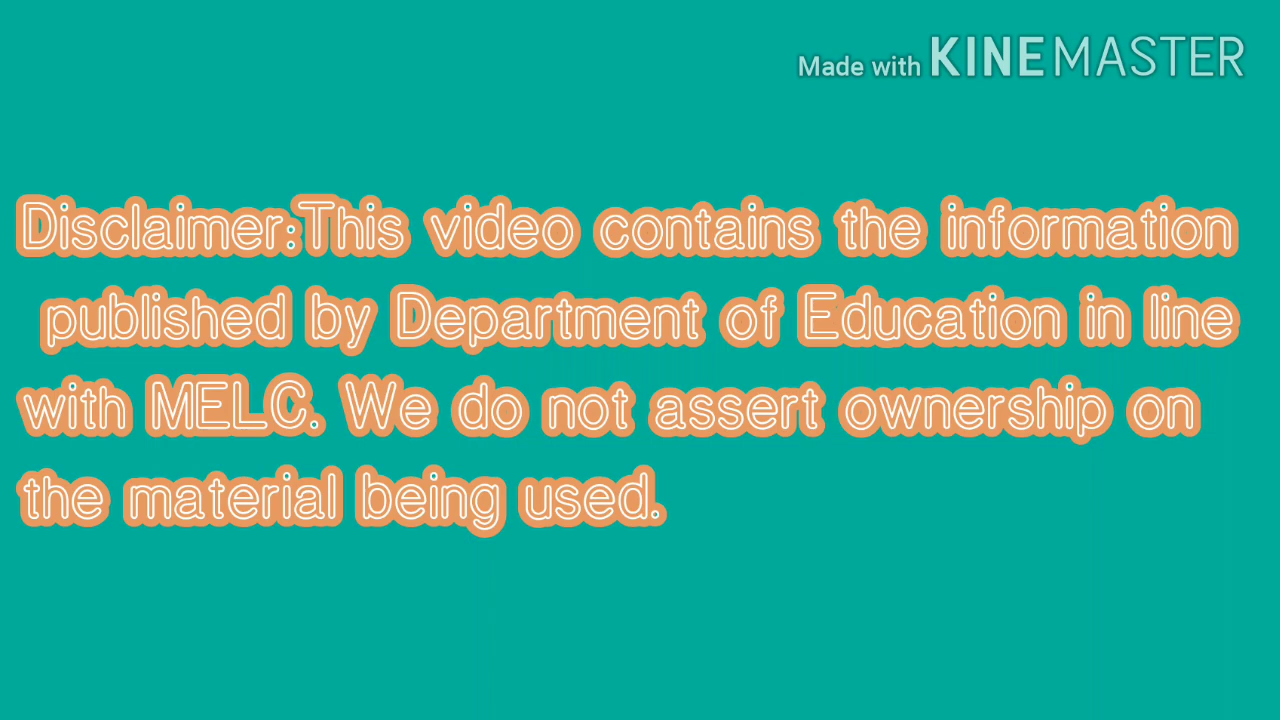 Made with KINEMASTER
Disclaimer:This video contains the information
published by Department of Education in line
with MELC. We do not assert ownership on
the material being used.